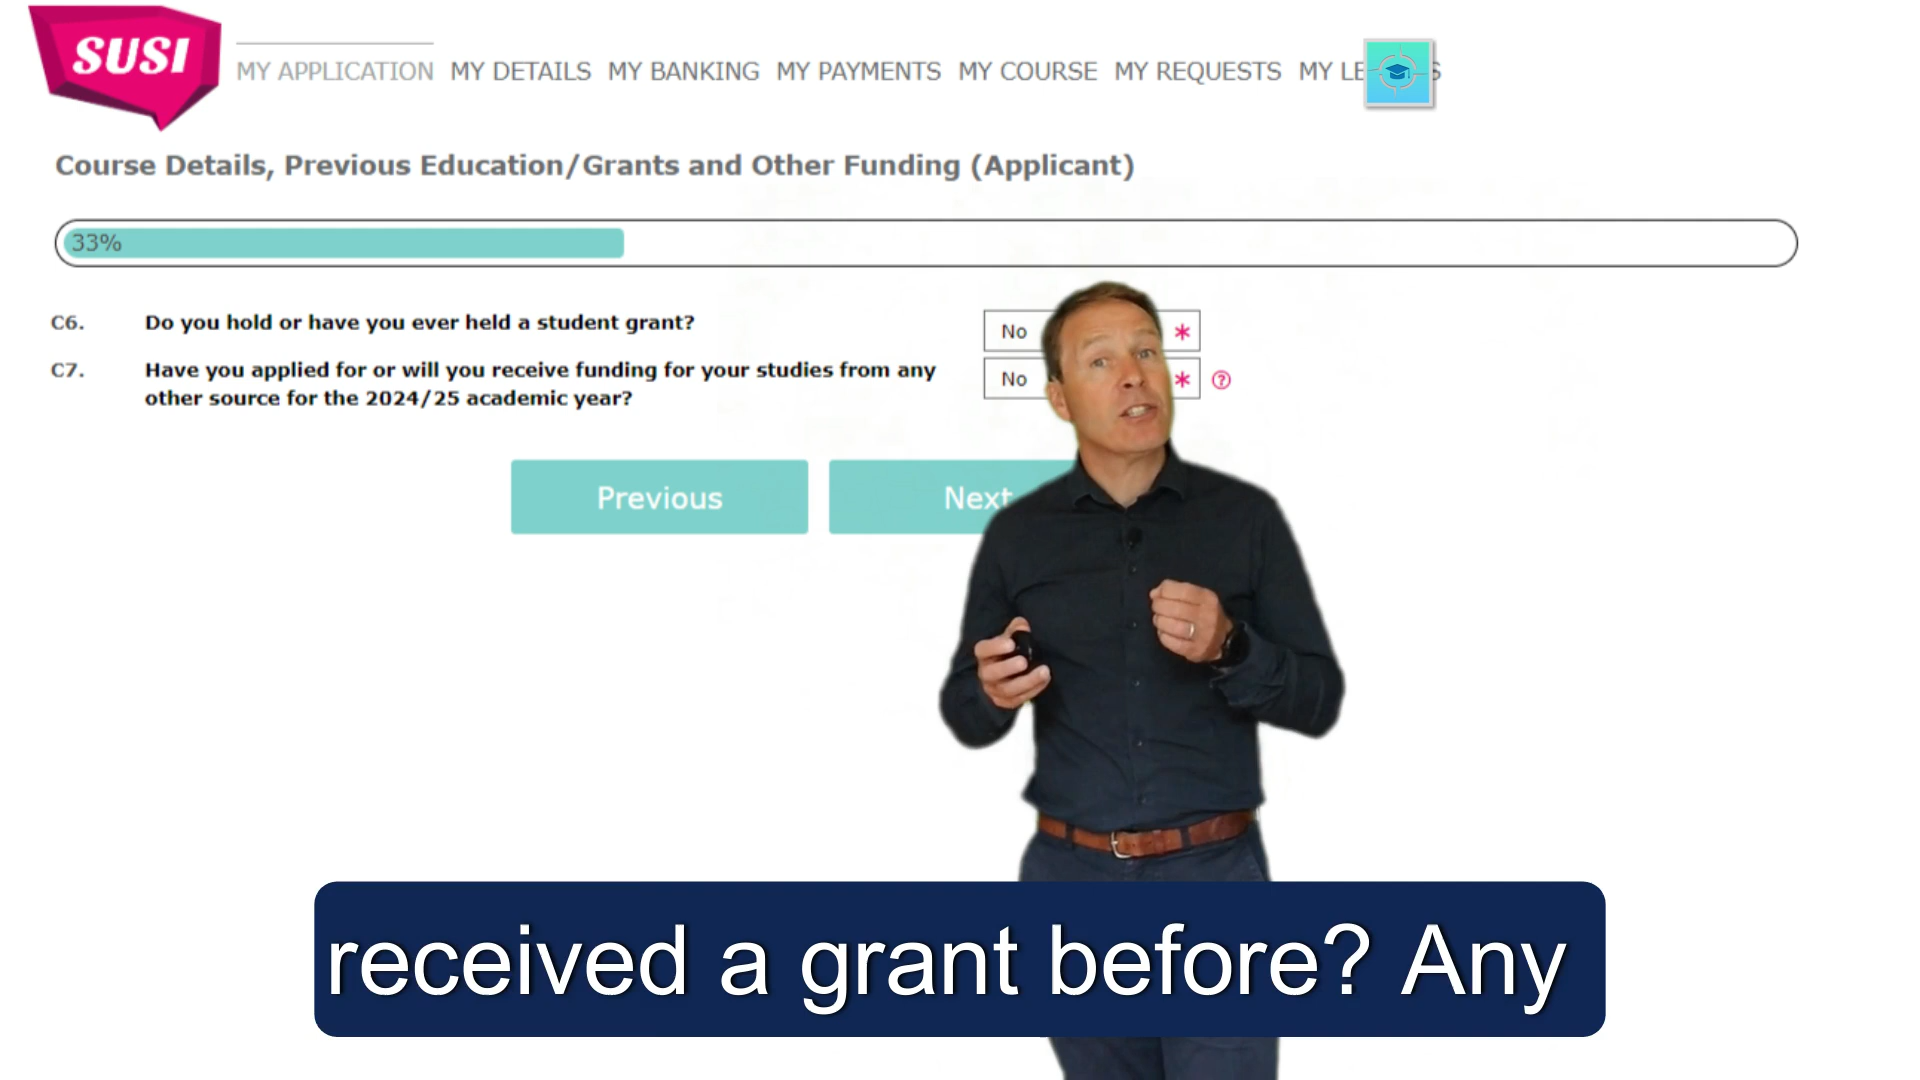 SUSI
MY APPLICATION MY DETAILS MY BANKING MY PAYMENTS MY COURSE MY REQUESTS MY LE S
Course Details, Previous Education/Grants and Other Funding (Applicant)
33%
C6. Do you hold or have you ever held a student grant? No *
C7. Have you applied for or will you receive funding for your studies from any No * ?
other source for the 2024/25 academic year?
Previous Next
received a grant before? Any